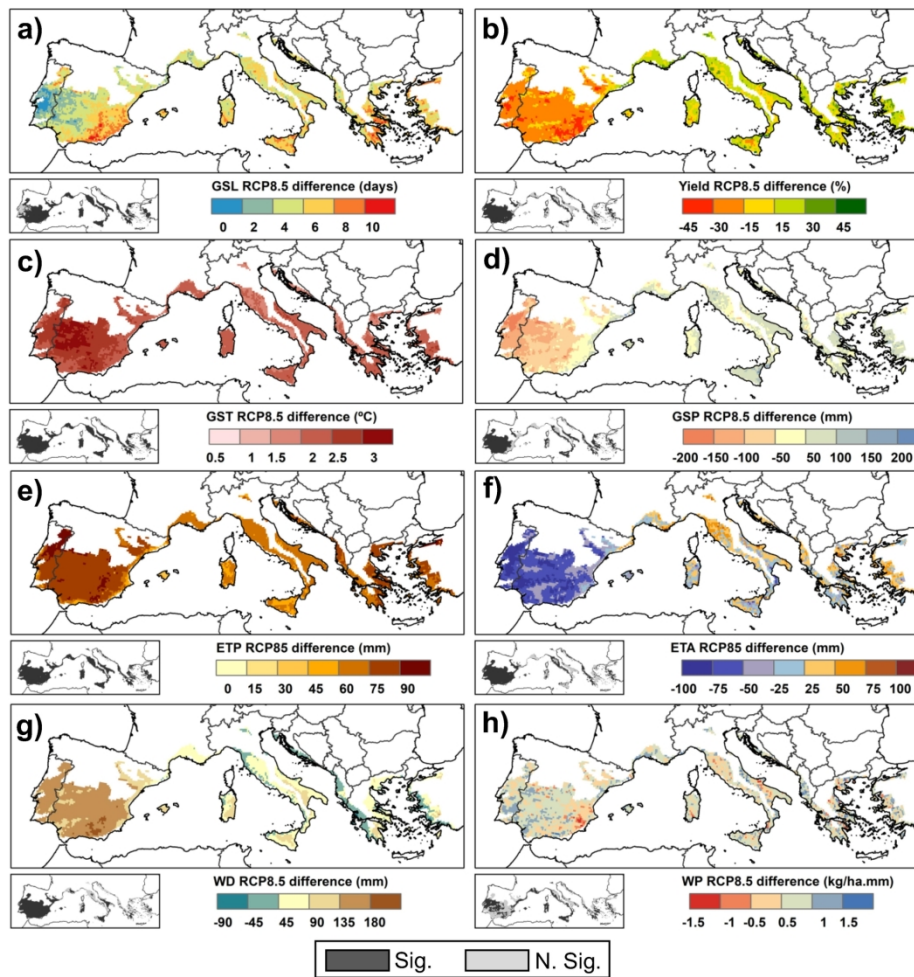 a)
b)
GSL RCP8.5 difference (days)
0 2 4 6 8 10
Yield RCP8.5 difference (%)
-45 -30 -15 15 30 45
c)
d)
GST RCP8.5 difference (ºC)
0.5 1 1.5 2 2.5 3
GSP RCP8.5 difference (mm)
-200 -150 -100 -50 50 100 150 200
e)
f)
ETP RCP85 difference (mm)
0 15 30 45 60 75 90
ETA RCP85 difference (mm)
-100 -75 -50 -25 25 50 75 100
g)
h)
WD RCP8.5 difference (mm)
-90 -45 45 90 135 180
WP RCP8.5 difference (kg/ha.mm)
-1.5 -1 -0.5 0.5 1 1.5
Sig. N. Sig.